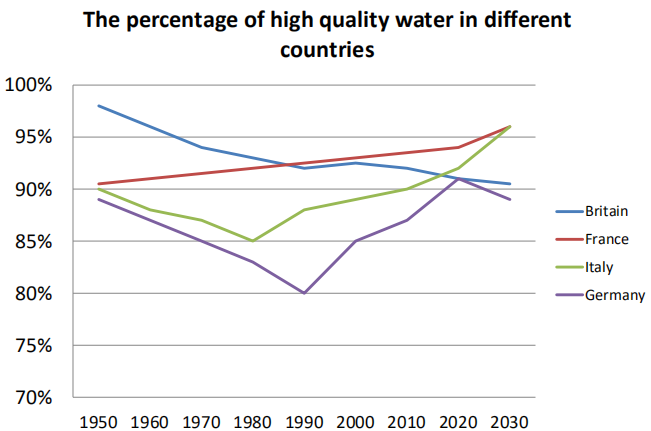 The percentage of high quality water in different
countries
100%
95%
90%
85%
80%
75%
70%
1950 1960 1970 1980 1990 2000 2010 2020 2030
Britain
France
Italy
Germany